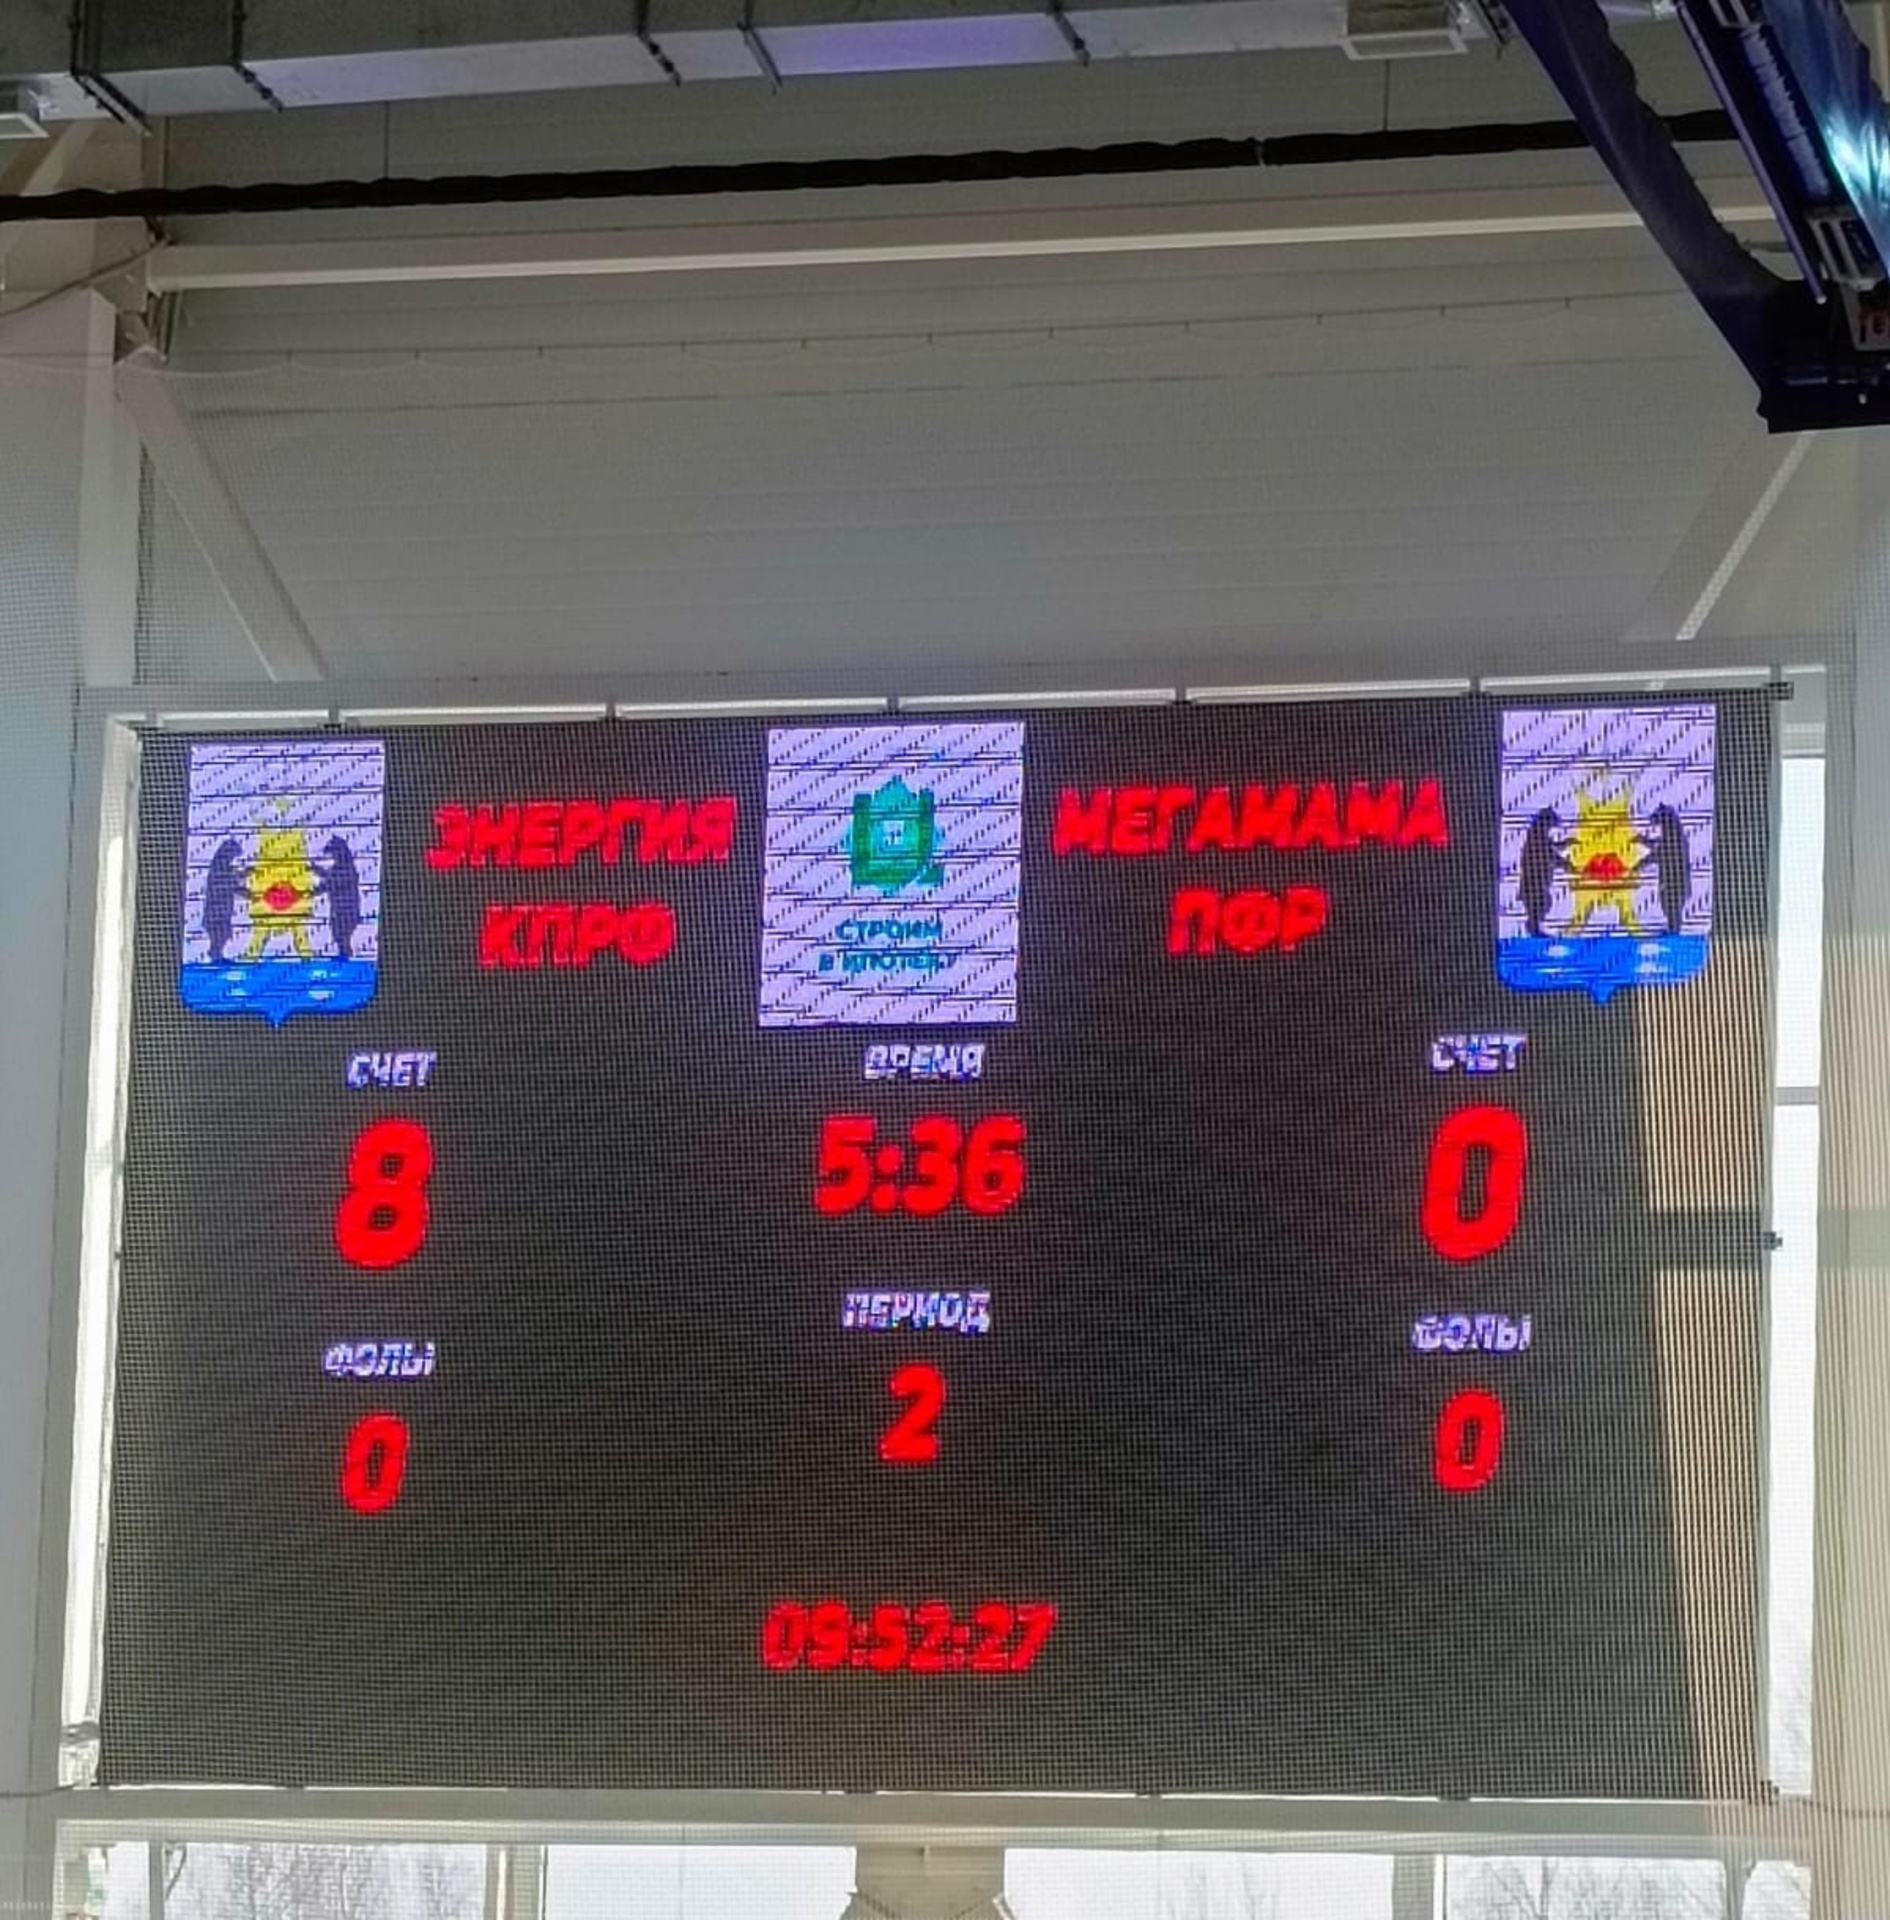 ЭНЕРГИЯ
КПРФ
СТРОИМ
В ИПОТЕКУ
МЕГАМАМА
ПФР
СЧЕТ
ВРЕМЯ
СЧЕТ
8
5:36
0
ФОЛЫ
ПЕРИОД
ФОЛЫ
0
2
0
09:52:27